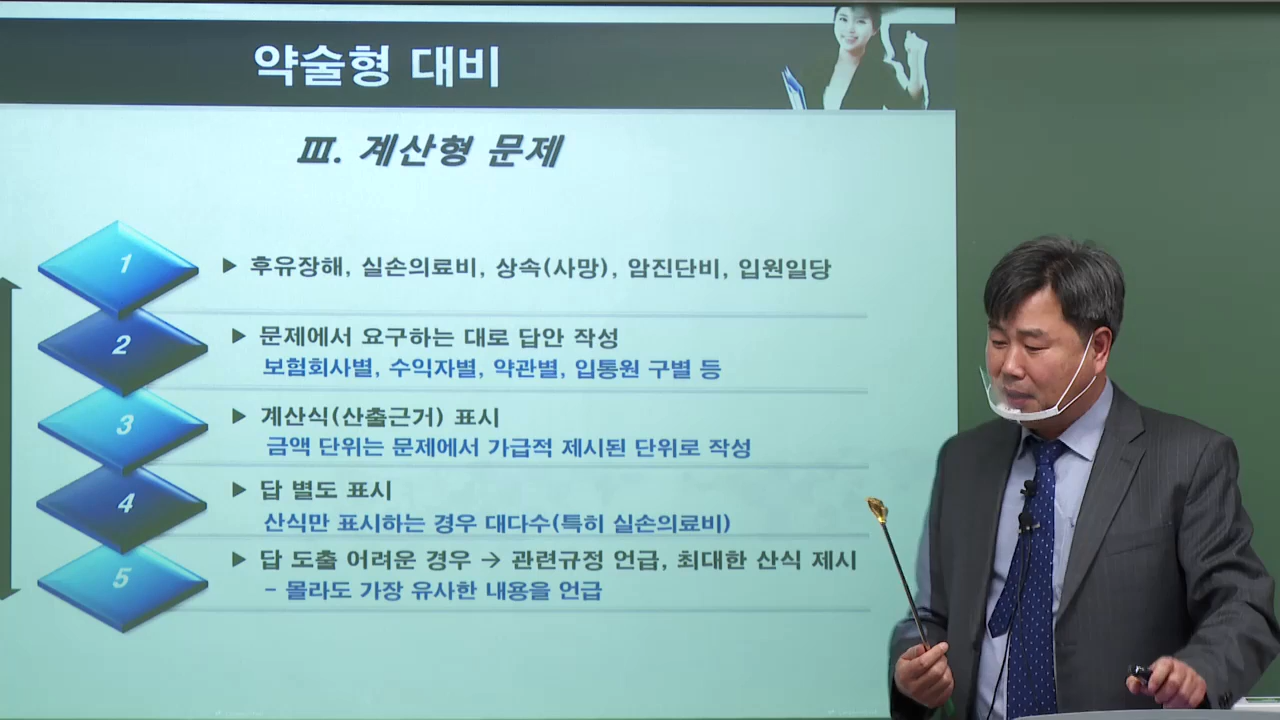 약술형 대비
Ⅲ. 계산형 문제
1 ▶ 후유장해, 실손의료비, 상속(사망), 암진단비, 입원일당
2 ▶ 문제에서 요구하는 대로 답안 작성
보험회사별, 수익자별, 약관별, 입통원 구별 등
3 ▶ 계산식(산출근거) 표시
금액 단위는 문제에서 가급적 제시된 단위로 작성
4 ▶ 답 별도 표시
산식만 표시하는 경우 대다수(특히 실손의료비)
5 ▶ 답 도출 어려운 경우 → 관련규정 언급, 최대한 산식 제시
- 몰라도 가장 유사한 내용을 언급